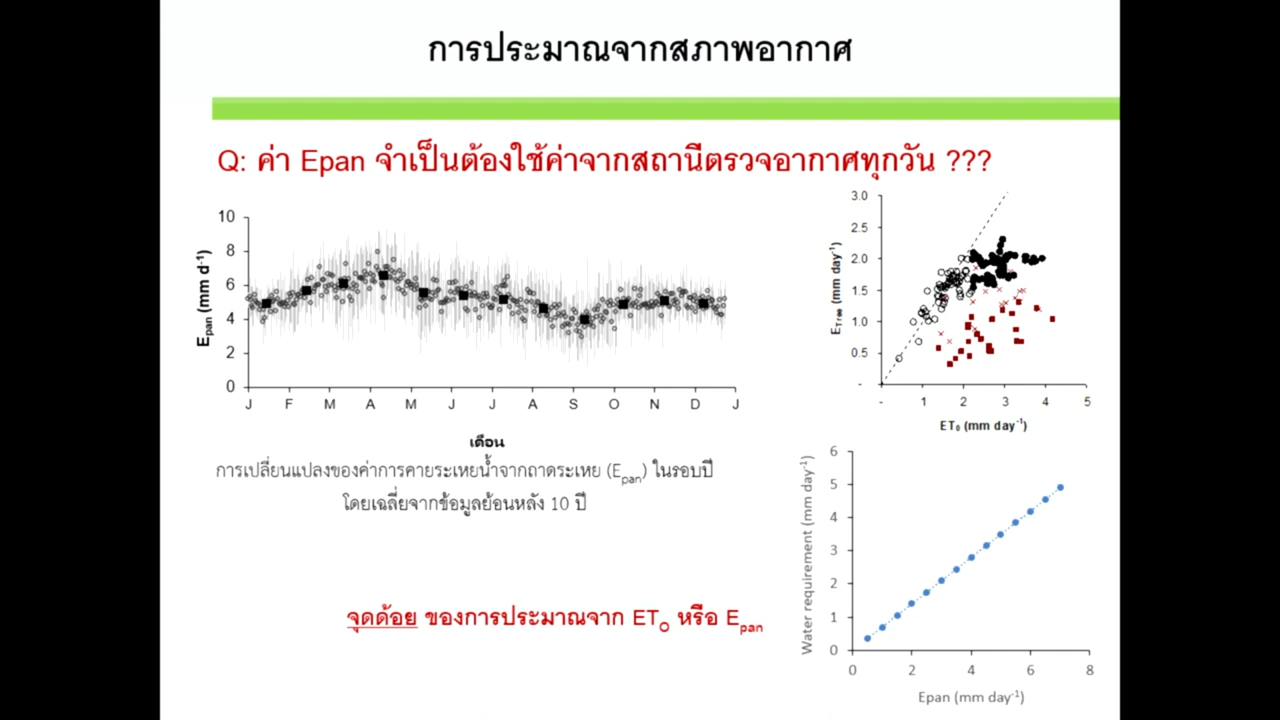 การประมาณจากสภาพอากาศ
Q: ค่า Epan จำเป็นต้องใช้ค่าจากสถานีตรวจอากาศทุกวัน ???
10
8
6
4
2
0
Epan (mm d-1)
J F M A M J J A S O N D J
เดือน
การเปลี่ยนแปลงของค่าการคายระเหยน้ำจากถาดระเหย (Epan) ในรอบปี
โดยเฉลี่ยจากข้อมูลย้อนหลัง 10 ปี
3.0
2.5
2.0
1.5
1.0
0.5
-
ETree (mm day-1)
- 1 2 3 4 5
ET0 (mm day-1)
6
5
4
3
2
1
0
Water requirement (mm day-1)
0 2 4 6 8
Epan (mm day-1)
จุดด้อย ของการประมาณจาก ETO หรือ Epan